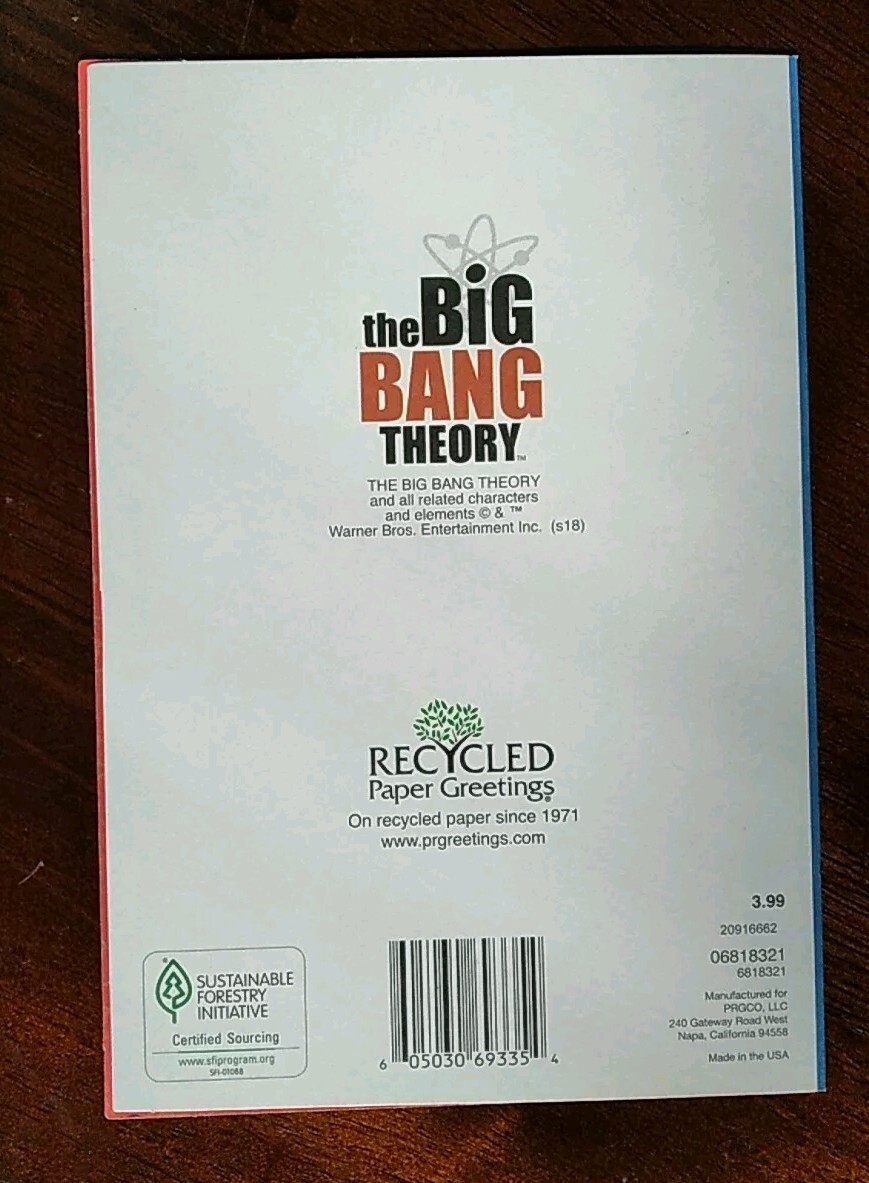 the BiG
BANG
THEORY™
THE BIG BANG THEORY
and all related characters
and elements © & ™
Warner Bros. Entertainment Inc. (s18)
RECYCLED
Paper Greetings®
On recycled paper since 1971
www.prgreetings.com
SUSTAINABLE
FORESTRY
INITIATIVE
Certified Sourcing
www.sfiprogram.org
SFI-01068
6 05030 69335 4
3.99
20916662
06818321
6818321
Manufactured for
PRGCO, LLC
240 Gateway Road West
Napa, California 94558
Made in the USA